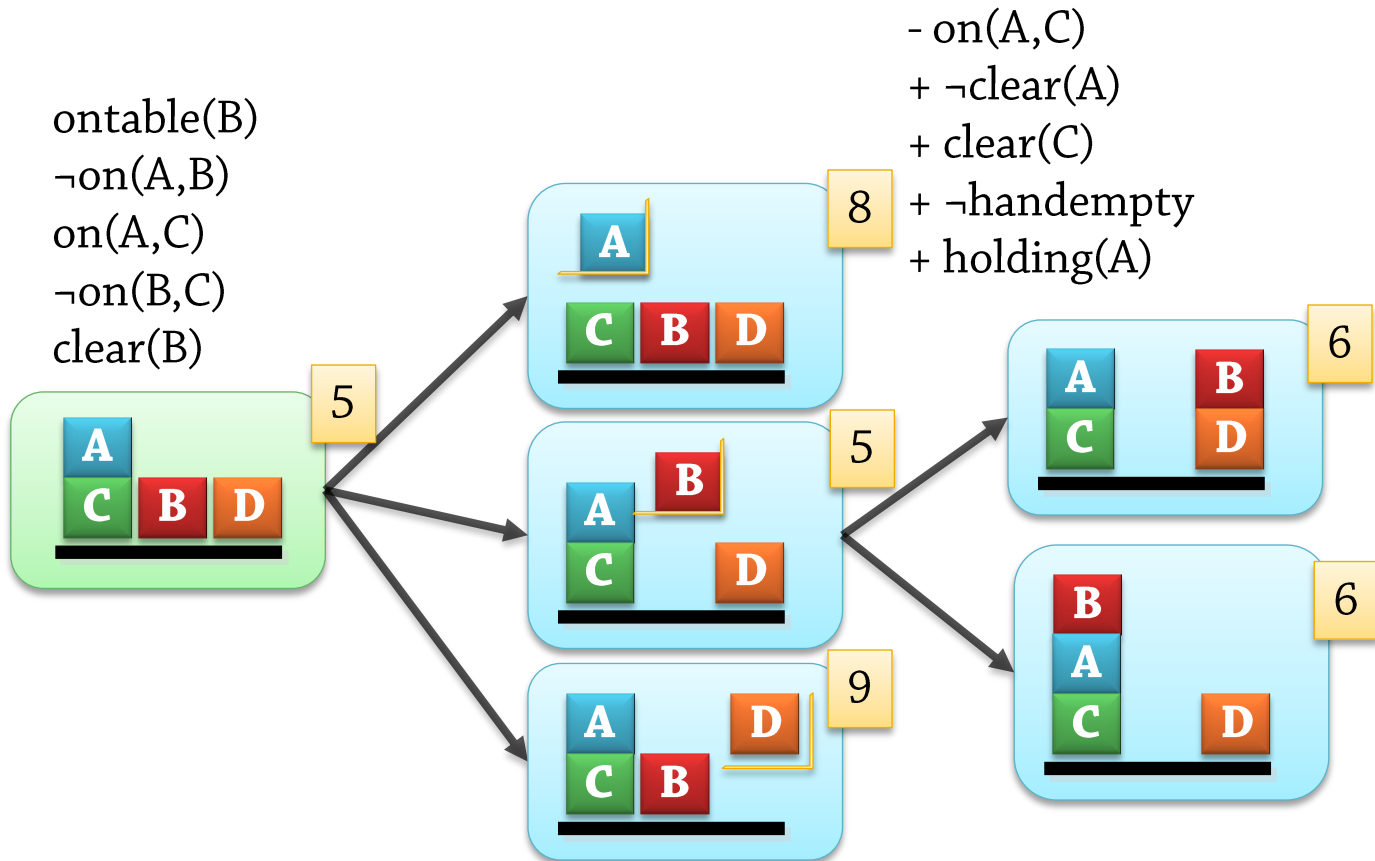 ontable(B)
¬on(A,B)
on(A,C)
¬on(B,C)
clear(B)
5
A
C B D
8
A
C B D
5
B
A
C D
9
A D
C B
- on(A,C)
+ ¬clear(A)
+ clear(C)
+ ¬handempty
+ holding(A)
6
A B
C D
6
B
A
C D